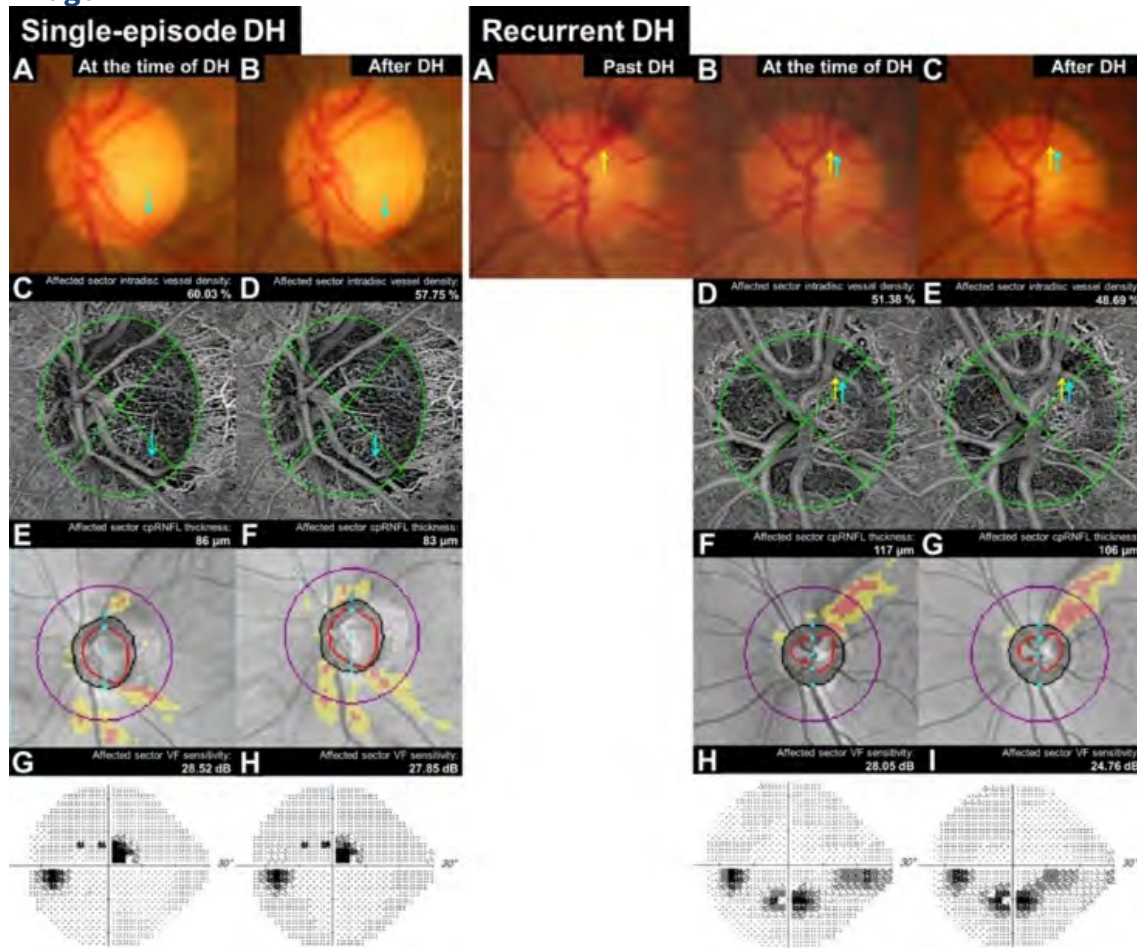 Single-episode DH
Recurrent DH
A At the time of DH
B After DH
A Past DH
B At the time of DH
C After DH
C Affected sector intradisc vessel density:
60.03 %
D Affected sector intradisc vessel density:
57.75 %
D Affected sector intradisc vessel density:
51.38 %
E Affected sector intradisc vessel density:
48.69 %
E Affected sector cpRNFL thickness:
86 µm
F Affected sector cpRNFL thickness:
83 µm
F Affected sector cpRNFL thickness:
117 µm
G Affected sector cpRNFL thickness:
106 µm
G Affected sector VF sensitivity:
28.52 dB
H Affected sector VF sensitivity:
27.85 dB
H Affected sector VF sensitivity:
28.05 dB
I Affected sector VF sensitivity:
24.76 dB
30°
30°
30°
30°